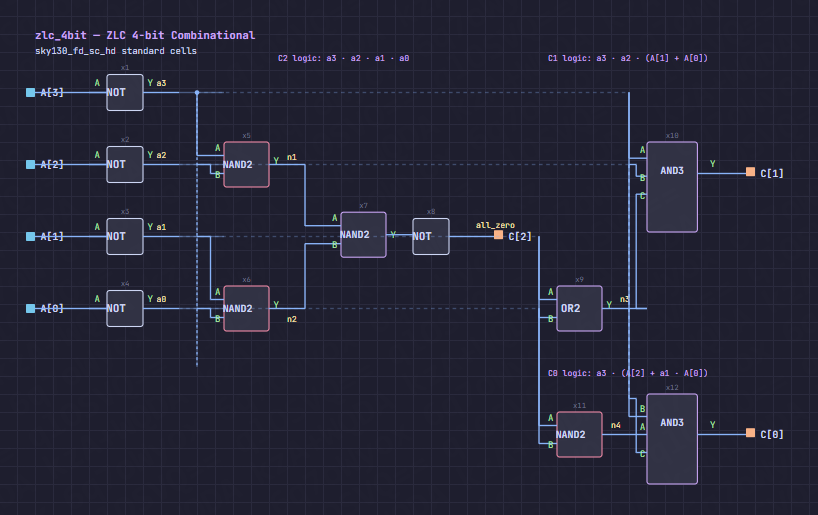 zlc_4bit — ZLC 4-bit Combinational
sky130_fd_sc_hd standard cells
C2 logic: a3 · a2 · a1 · a0
C1 logic: a3 · a2 · (A[1] + A[0])
x1
A[3] A NOT Y a3
x2
A[2] A NOT Y a2
x3
A[1] A NOT Y a1
x4
A[0] A NOT Y a0
x5
A
B
NAND2
Y n1
x6
A
B
NAND2
Y
n2
x7
A
B
NAND2
Y
x8
NOT
all_zero
C[2]
x9
A
B
OR2
Y n3
x10
A
B
C
AND3
Y
C[1]
C0 logic: a3 · (A[2] + a1 · A[0])
x11
A
B
NAND2
n4
x12
B
A
C
AND3
Y
C[0]